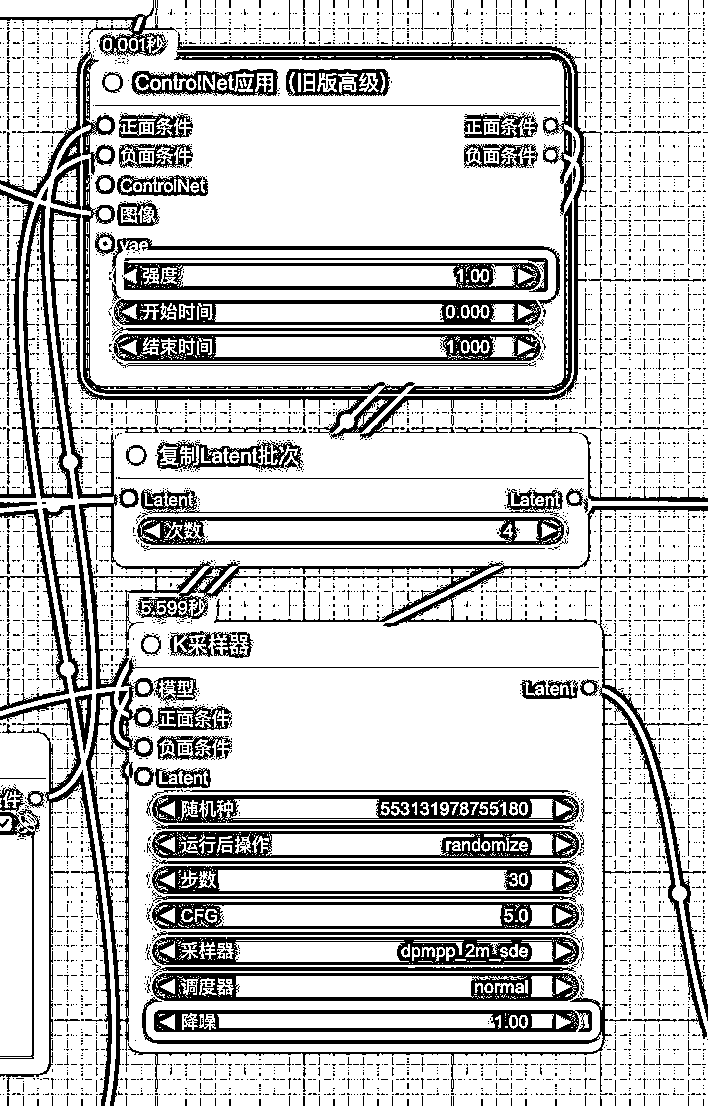 0.001秒
ControlNet应用（旧版高级）
正面条件 正面条件
负面条件 负面条件
ControlNet
图像
vae
强度 1.00
开始时间 0.000
结束时间 1.000
复制Latent批次
Latent Latent
次数 4
5.599秒
K采样器
模型 Latent
正面条件
负面条件
Latent
件
随机种 553131978755180
运行后操作 randomize
步数 30
CFG 5.0
采样器 dpmpp_2m_sde
调度器 normal
降噪 1.00